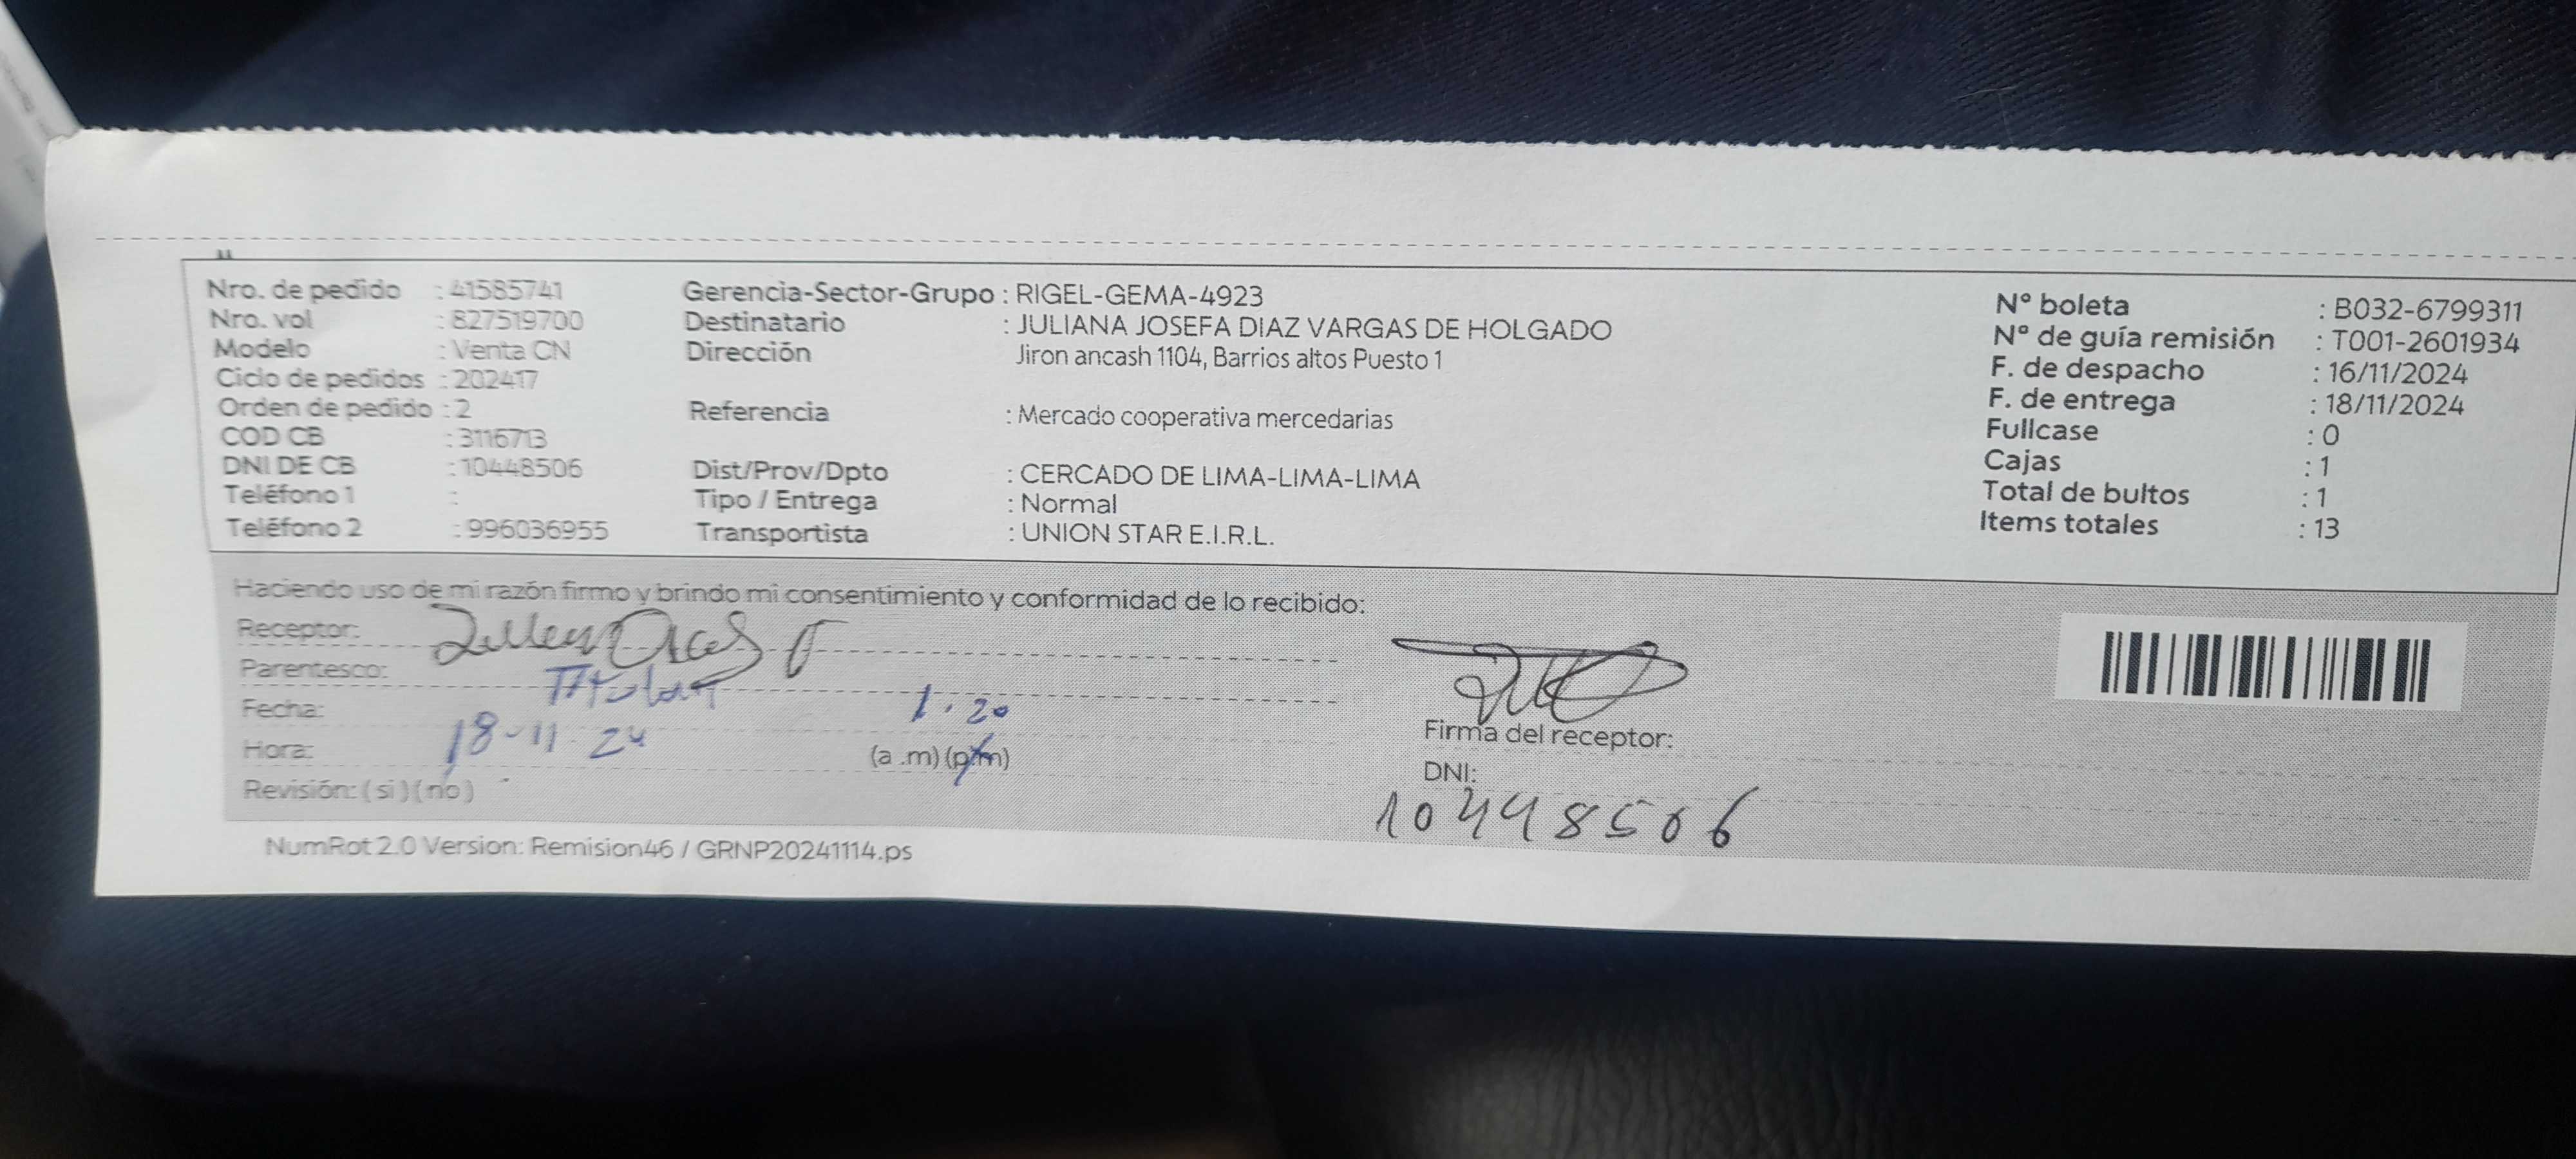 Nro. de pedido : 41585741
Nro. vol : 827519700
Modelo : Venta CN
Ciclo de pedidos : 202417
Orden de pedido : 2
COD CB : 3116713
DNI DE CB : 10448506
Teléfono 1 :
Teléfono 2 : 996036955
Gerencia-Sector-Grupo : RIGEL-GEMA-4923
Destinatario : JULIANA JOSEFA DIAZ VARGAS DE HOLGADO
Dirección Jiron ancash 1104, Barrios altos Puesto 1
Referencia : Mercado cooperativa mercedarias
Dist/Prov/Dpto : CERCADO DE LIMA-LIMA-LIMA
Tipo / Entrega : Normal
Transportista : UNION STAR E.I.R.L.
N° boleta : B032-6799311
N° de guía remisión : T001-2601934
F. de despacho : 16/11/2024
F. de entrega : 18/11/2024
Fullcase : 0
Cajas : 1
Total de bultos : 1
Items totales : 13
Haciendo uso de mi razón firmo y brindo mi consentimiento y conformidad de lo recibido:
Receptor:
Parentesco: Titular
Fecha: 18-11-24
1.20
Hora: (a .m) (p.m)
Revisión: ( si ) ( no )
Firma del receptor:
DNI:
10448506
NumRot 2.0 Version: Remision46 / GRNP20241114.ps